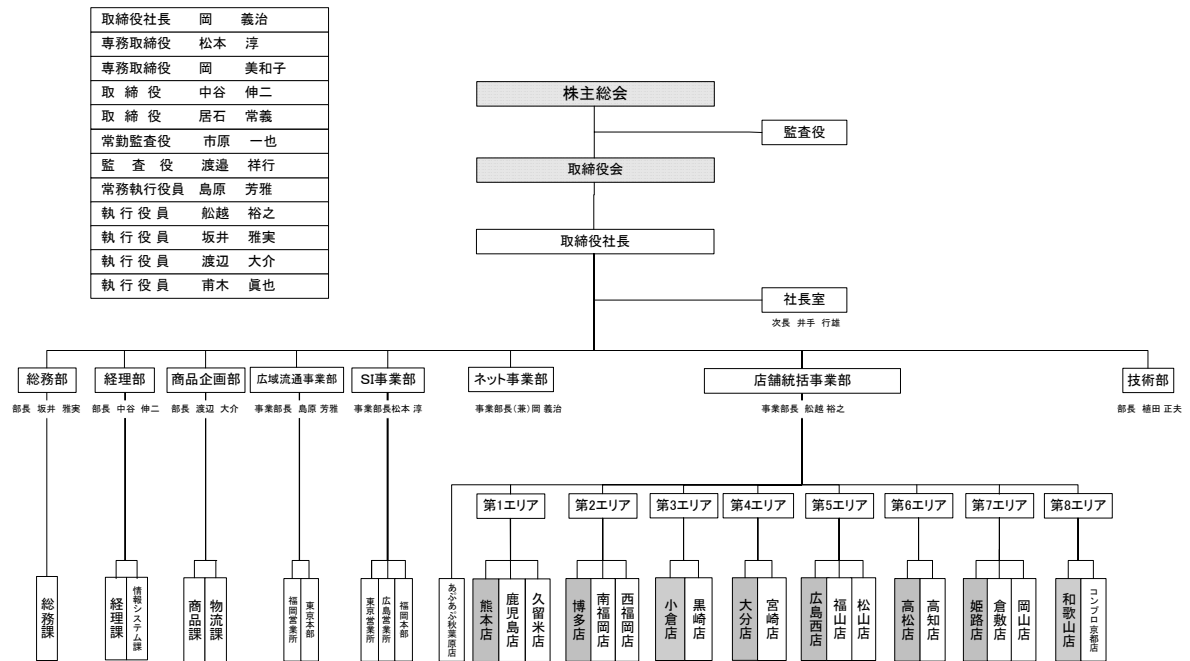 取締役社長 岡 義治
専務取締役 松本 淳
専務取締役 岡 美和子
取締役 中谷 伸二
取締役 居石 常義
常勤監査役 市原 一也
監査役 渡邉 祥行
常務執行役員 島原 芳雅
執行役員 舩越 裕之
執行役員 坂井 雅実
執行役員 渡辺 大介
執行役員 甫木 眞也
株主総会
監査役
取締役会
取締役社長
社長室
次長 井手 行雄
総務部
経理部
商品企画部
広域流通事業部
SI事業部
ネット事業部
店舗統括事業部
技術部
部長 坂井 雅実
部長 中谷 伸二
部長 渡辺 大介
事業部長 島原 芳雅
事業部長松本 淳
事業部長(兼)岡 義治
事業部長 舩越 裕之
部長 植田 正夫
第1エリア
第2エリア
第3エリア
第4エリア
第5エリア
第6エリア
第7エリア
第8エリア
総務課
経理課
情報システム課
商品課
物流課
福岡営業所
東京本部
東京営業所
広島営業所
福岡本部
あぷあぷ秋葉原店
熊本店
鹿児島店
久留米店
博多店
南福岡店
西福岡店
小倉店
黒崎店
大分店
宮崎店
広島西店
福山店
松山店
高松店
高知店
姫路店
倉敷店
岡山店
和歌山店
コンプロ京都店